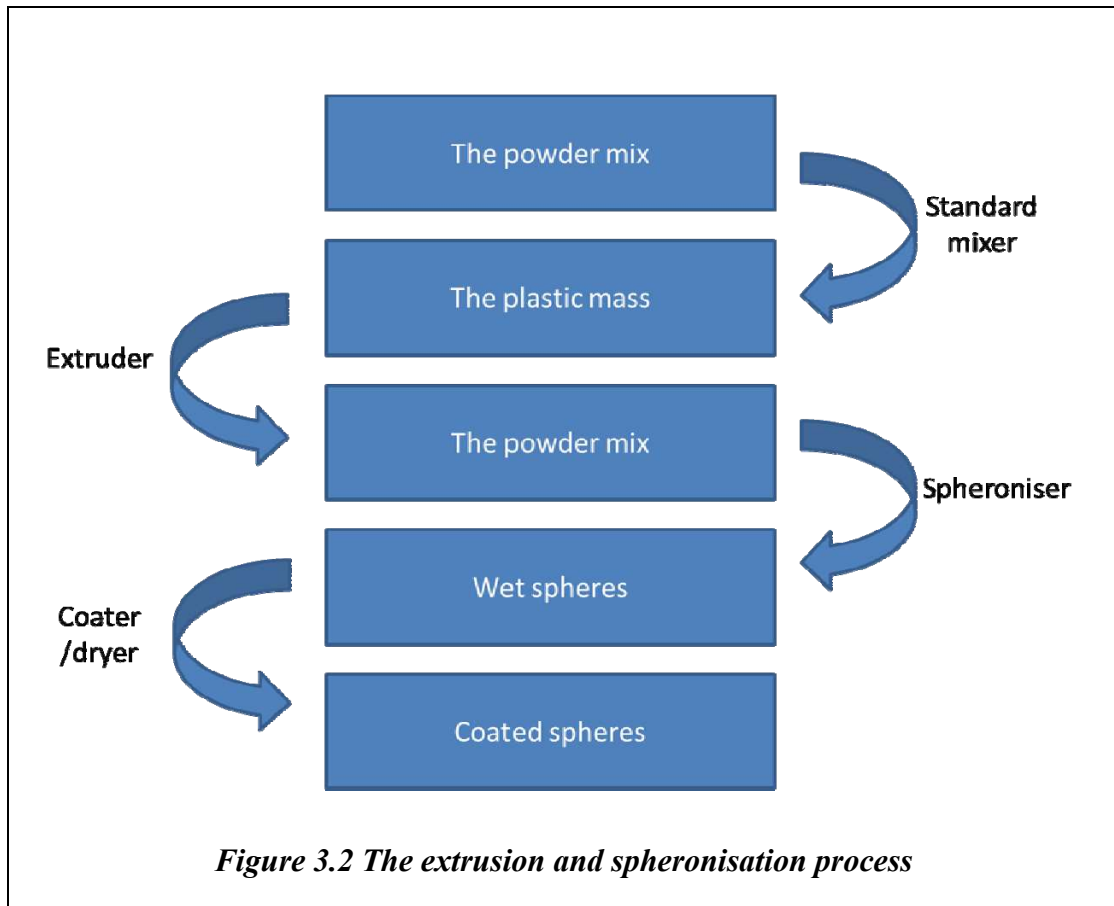 The powder mix
Standard
mixer
The plastic mass
Extruder
The powder mix
Spheroniser
Wet spheres
Coater
/dryer
Coated spheres
Figure 3.2 The extrusion and spheronisation process